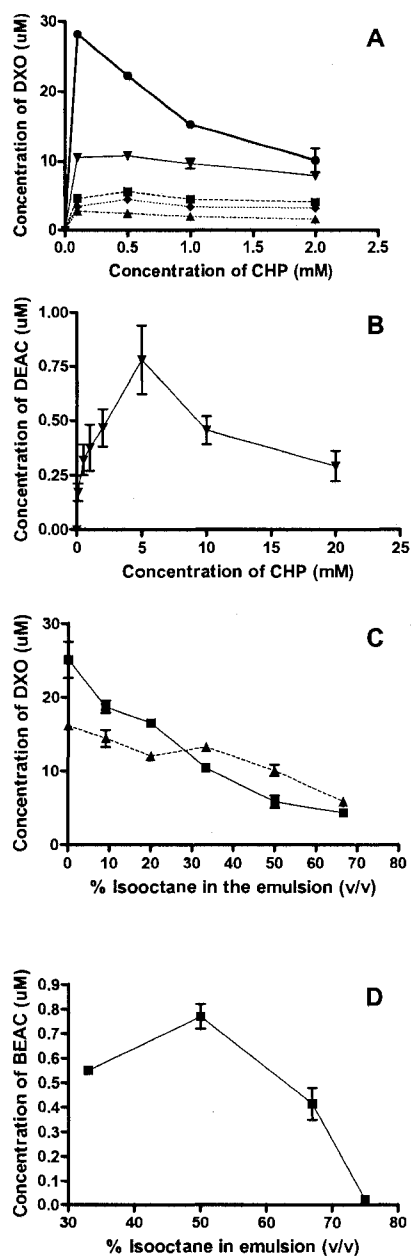 A
Concentration of DXO (uM)
30
20
10
0
0.0 0.5 1.0 1.5 2.0 2.5
Concentration of CHP (mM)
B
Concentration of DEAC (uM)
1.00
0.75
0.50
0.25
0.00
0 5 10 15 20 25
Concentration of CHP (mM)
C
Concentration of DXO (uM)
30
20
10
0
0 10 20 30 40 50 60 70 80
% Isooctane in the emulsion (v/v)
D
Concentration of BEAC (uM)
0.9
0.8
0.7
0.6
0.5
0.4
0.3
0.2
0.1
0.0
30 40 50 60 70 80
% Isooctane in emulsion (v/v)